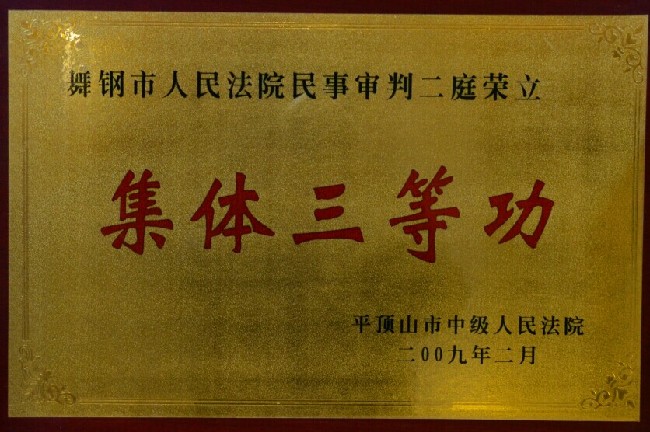 舞钢市人民法院民事审判二庭荣立
集体三等功
平顶山市中级人民法院
二00九年二月